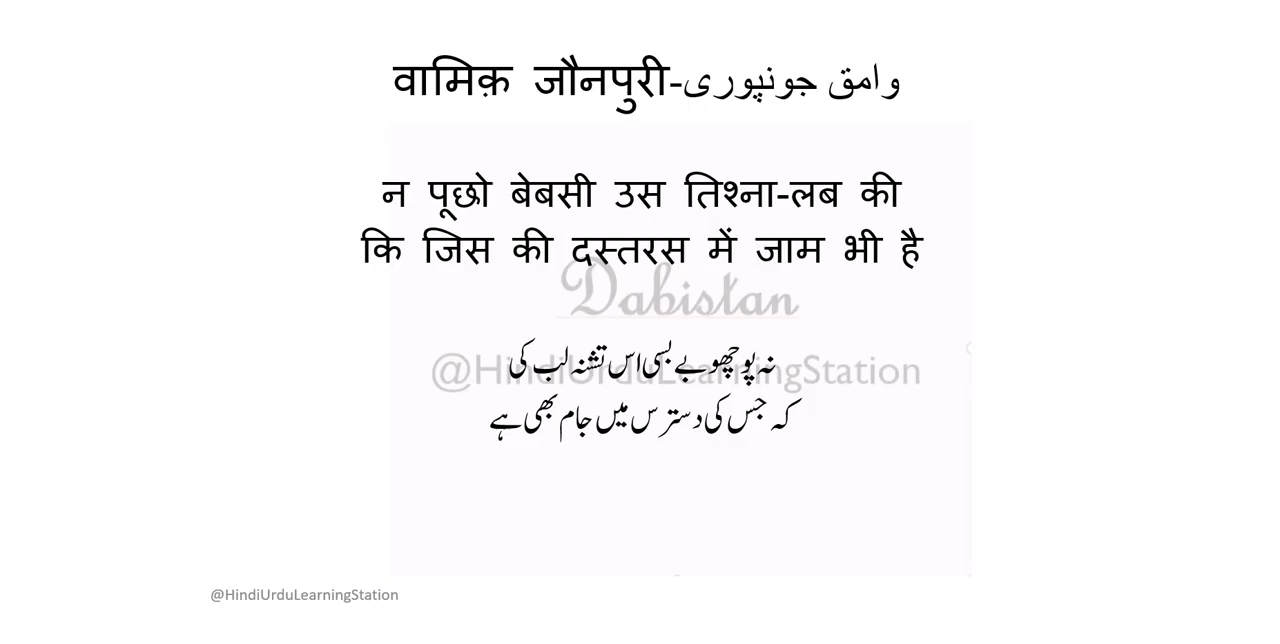 वामिक़ जौनपुरी-وامق جونپوری
न पूछो बेबसी उस तिश्ना-लब की
कि जिस की दस्तरस में जाम भी है
Dabistan
نہ پوچھو بے بسی اس تشنہ لب کی
@HindiUrduLearningStation
کہ جس کی دسترس میں جام بھی ہے
@HindiUrduLearningStation